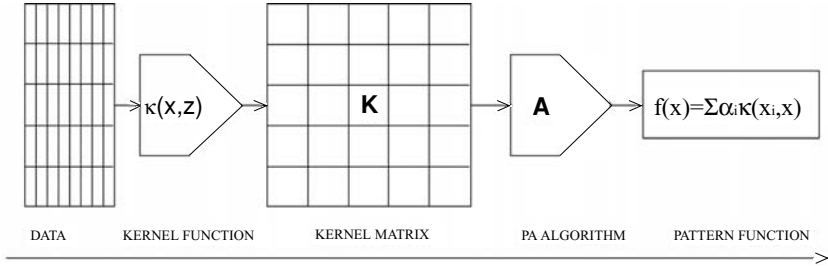 κ(x,z)
K
A
f(x)=Σαᵢκ(xᵢ,x)
DATA
KERNEL FUNCTION
KERNEL MATRIX
PA ALGORITHM
PATTERN FUNCTION